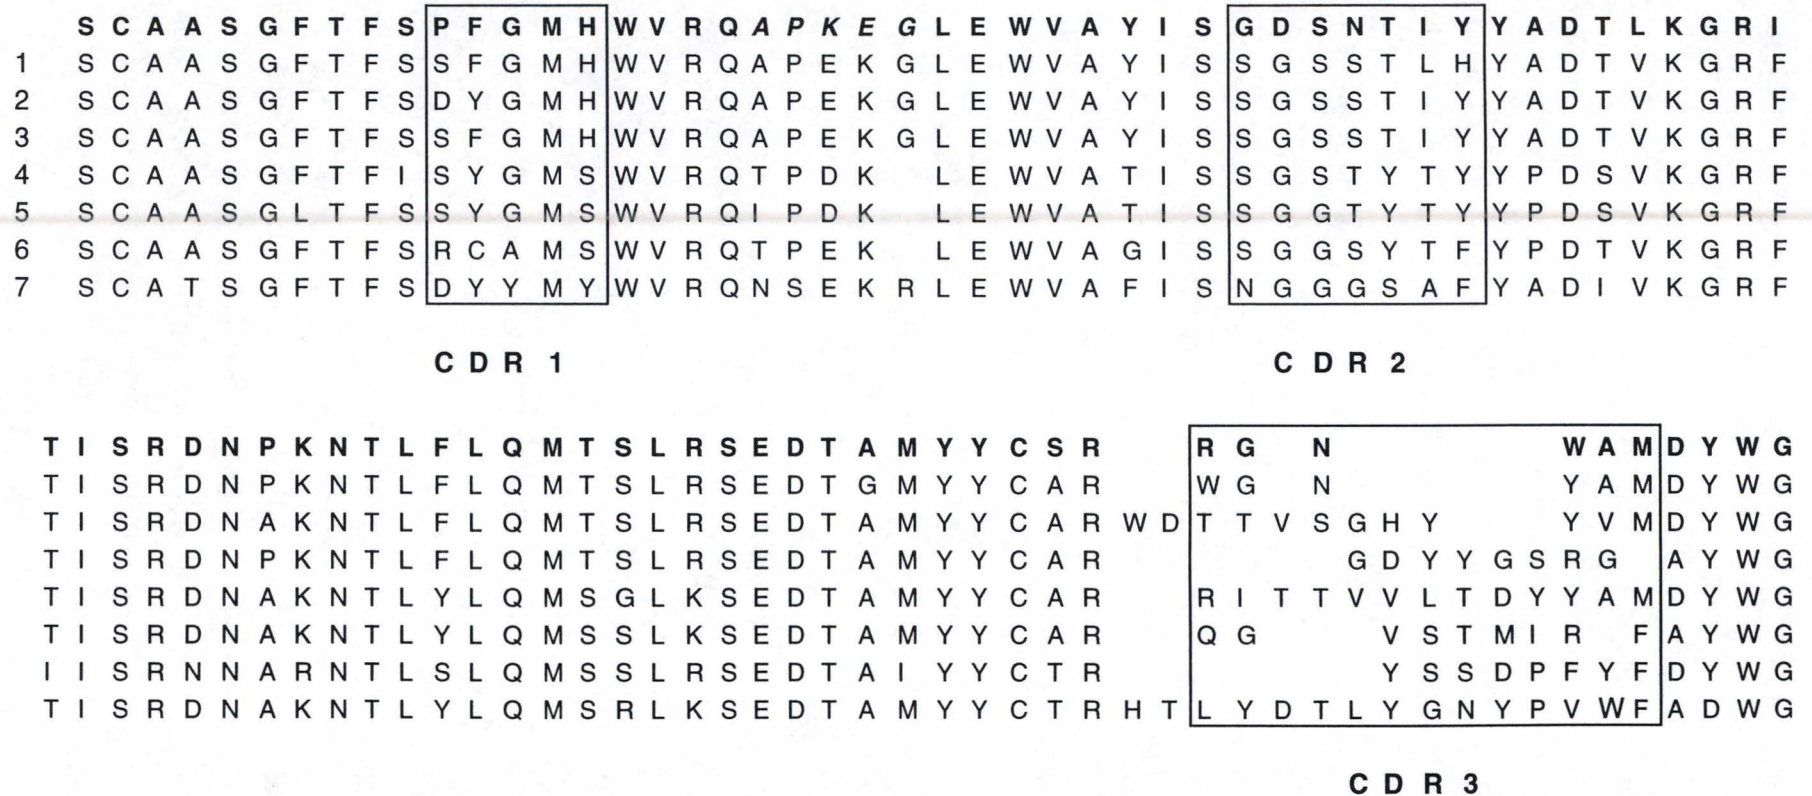 S C A A S G F T F S P F G M H W V R Q A P K E G L E W V A Y I S G D S N T I Y Y A D T L K G R I
1 S C A A S G F T F S S F G M H W V R Q A P E K G L E W V A Y I S S G S S T L H Y A D T V K G R F
2 S C A A S G F T F S D Y G M H W V R Q A P E K G L E W V A Y I S S G S S T I Y Y A D T V K G R F
3 S C A A S G F T F S S F G M H W V R Q A P E K G L E W V A Y I S S G S S T I Y Y A D T V K G R F
4 S C A A S G F T F I S Y G M S W V R Q T P D K L E W V A T I S S G S T Y T Y Y P D S V K G R F
5 S C A A S G L T F S S Y G M S W V R Q I P D K L E W V A T I S S G G T Y T Y Y P D S V K G R F
6 S C A A S G F T F S R C A M S W V R Q T P E K L E W V A G I S S G G S Y T F Y P D T V K G R F
7 S C A T S G F T F S D Y Y M Y W V R Q N S E K R L E W V A F I S N G G G S A F Y A D I V K G R F
C D R 1 C D R 2
T I S R D N P K N T L F L Q M T S L R S E D T A M Y Y C S R R G N W A M D Y W G
T I S R D N P K N T L F L Q M T S L R S E D T G M Y Y C A R W G N Y A M D Y W G
T I S R D N A K N T L F L Q M T S L R S E D T A M Y Y C A R W D T T V S G H Y Y V M D Y W G
T I S R D N P K N T L F L Q M T S L R S E D T A M Y Y C A R G D Y Y G S R G A Y W G
T I S R D N A K N T L Y L Q M S G L K S E D T A M Y Y C A R R I T T V V L T D Y Y A M D Y W G
T I S R D N A K N T L Y L Q M S S L K S E D T A M Y Y C A R Q G V S T M I R F A Y W G
I I S R N N A R N T L S L Q M S S L R S E D T A I Y Y C T R Y S S D P F Y F D Y W G
T I S R D N A K N T L Y L Q M S R L K S E D T A M Y Y C T R H T L Y D T L Y G N Y P V W F A D W G
C D R 3